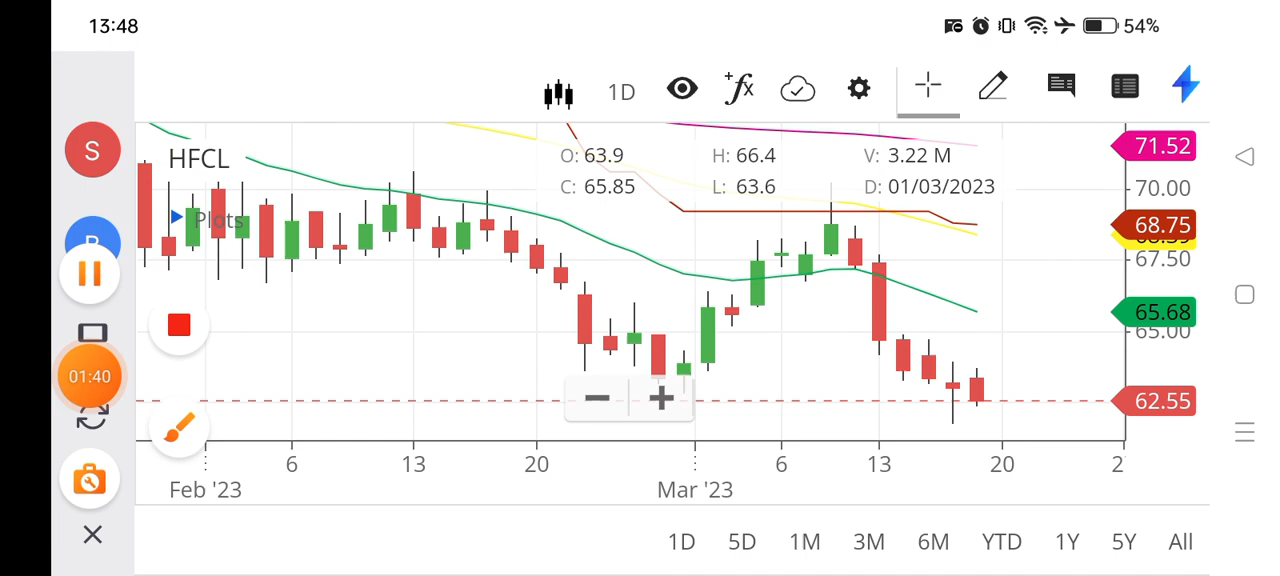 13:48
54%
1D
+fx
S
HFCL
O: 63.9
H: 66.4
V: 3.22 M
C: 65.85
L: 63.6
D: 01/03/2023
Plots
71.52
70.00
68.75
67.50
65.68
65.00
62.55
01:40
6
13
20
6
13
20
2
Feb '23
Mar '23
1D
5D
1M
3M
6M
YTD
1Y
5Y
All